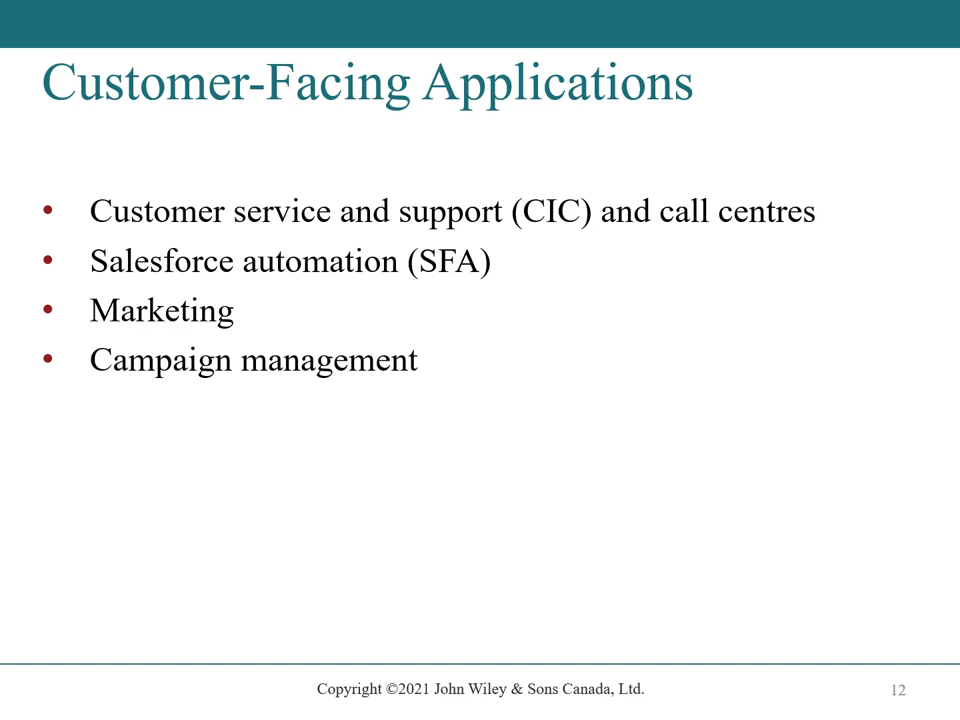 Customer-Facing Applications
• Customer service and support (CIC) and call centres
• Salesforce automation (SFA)
• Marketing
• Campaign management
Copyright ©2021 John Wiley & Sons Canada, Ltd.
12